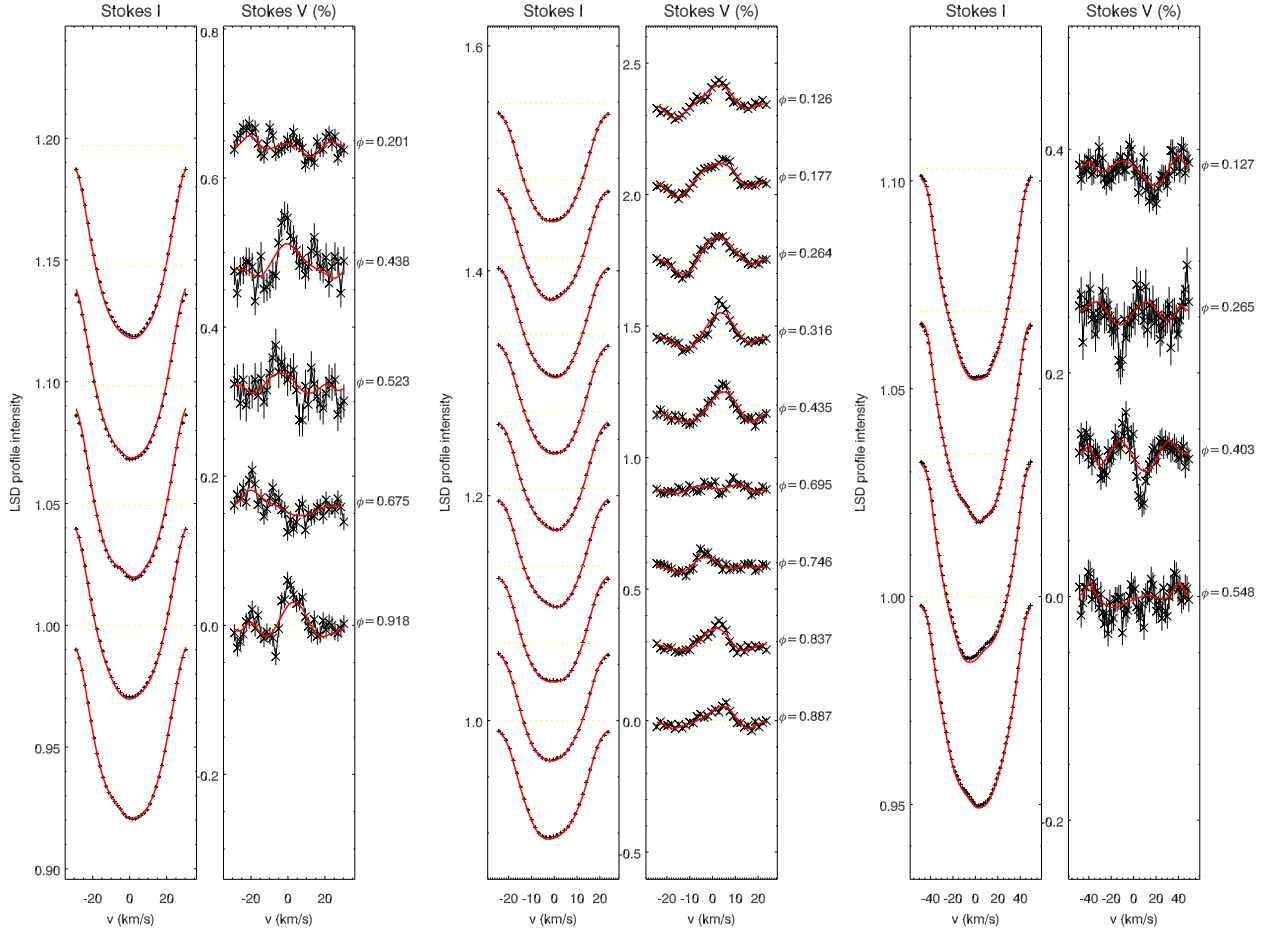 Stokes I
Stokes V (%)
Stokes I
Stokes V (%)
Stokes I
Stokes V (%)
LSD profile intensity
1.20
1.15
1.10
1.05
1.00
0.95
0.90
-20 0 20
v (km/s)
0.8
0.6
0.4
0.2
0.0
-0.2
ϕ=0.201
ϕ=0.438
ϕ=0.523
ϕ=0.675
ϕ=0.918
-20 0 20
v (km/s)
LSD profile intensity
1.6
1.4
1.2
1.0
-20 -10 0 10 20
v (km/s)
2.5
2.0
1.5
1.0
0.5
0.0
-0.5
ϕ=0.126
ϕ=0.177
ϕ=0.264
ϕ=0.316
ϕ=0.435
ϕ=0.695
ϕ=0.746
ϕ=0.837
ϕ=0.887
-20 -10 0 10 20
v (km/s)
LSD profile intensity
1.10
1.05
1.00
0.95
-40 -20 0 20 40
v (km/s)
0.4
0.2
0.0
-0.2
ϕ=0.127
ϕ=0.265
ϕ=0.403
ϕ=0.548
-40 -20 0 20 40
v (km/s)